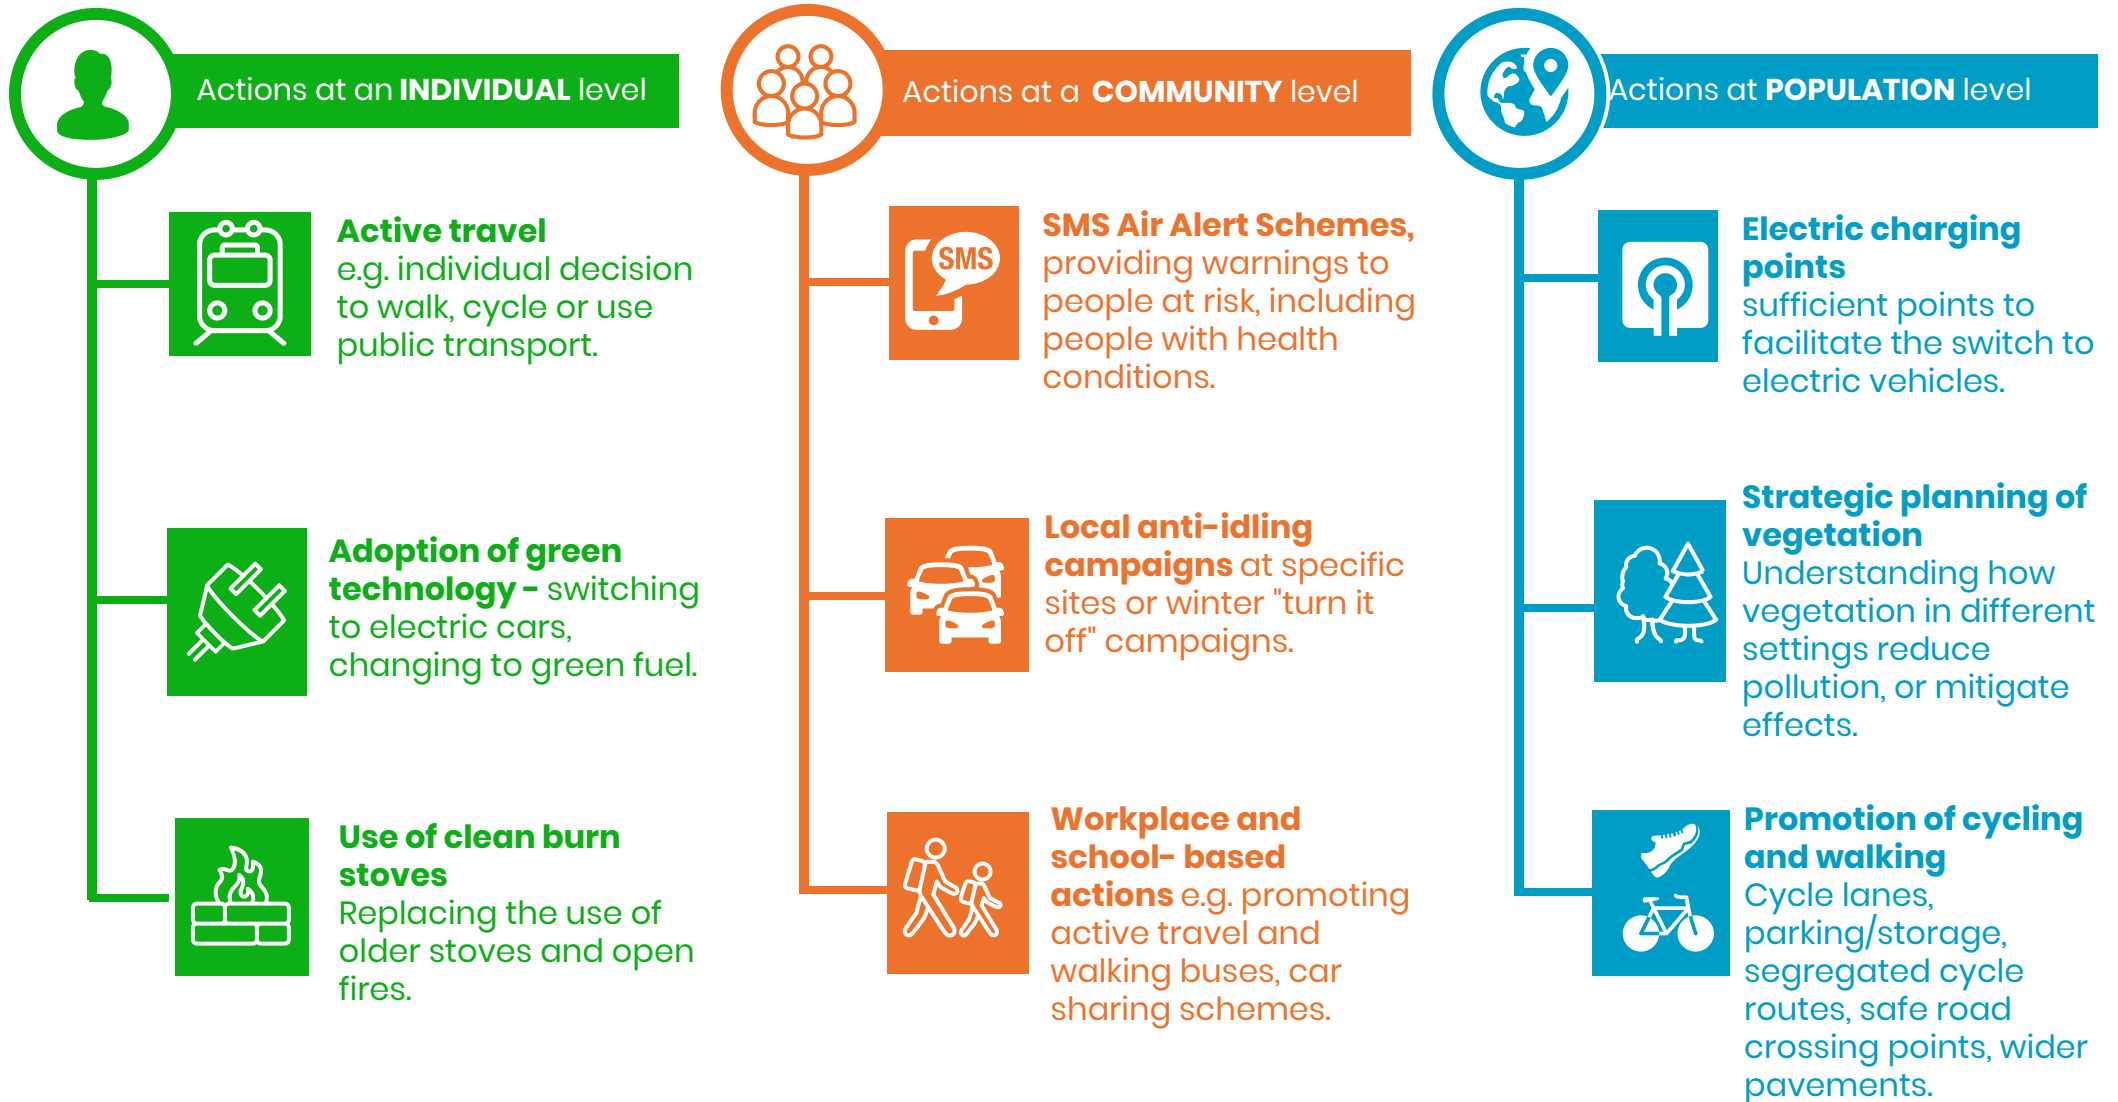 Actions at an INDIVIDUAL level
Active travel
e.g. individual decision
to walk, cycle or use
public transport.
Adoption of green
technology - switching
to electric cars,
changing to green fuel.
Use of clean burn
stoves
Replacing the use of
older stoves and open
fires.
Actions at a COMMUNITY level
SMS
SMS Air Alert Schemes,
providing warnings to
people at risk, including
people with health
conditions.
Local anti-idling
campaigns at specific
sites or winter "turn it
off" campaigns.
Workplace and
school- based
actions e.g. promoting
active travel and
walking buses, car
sharing schemes.
Actions at POPULATION level
Electric charging
points
sufficient points to
facilitate the switch to
electric vehicles.
Strategic planning of
vegetation
Understanding how
vegetation in different
settings reduce
pollution, or mitigate
effects.
Promotion of cycling
and walking
Cycle lanes,
parking/storage,
segregated cycle
routes, safe road
crossing points, wider
pavements.